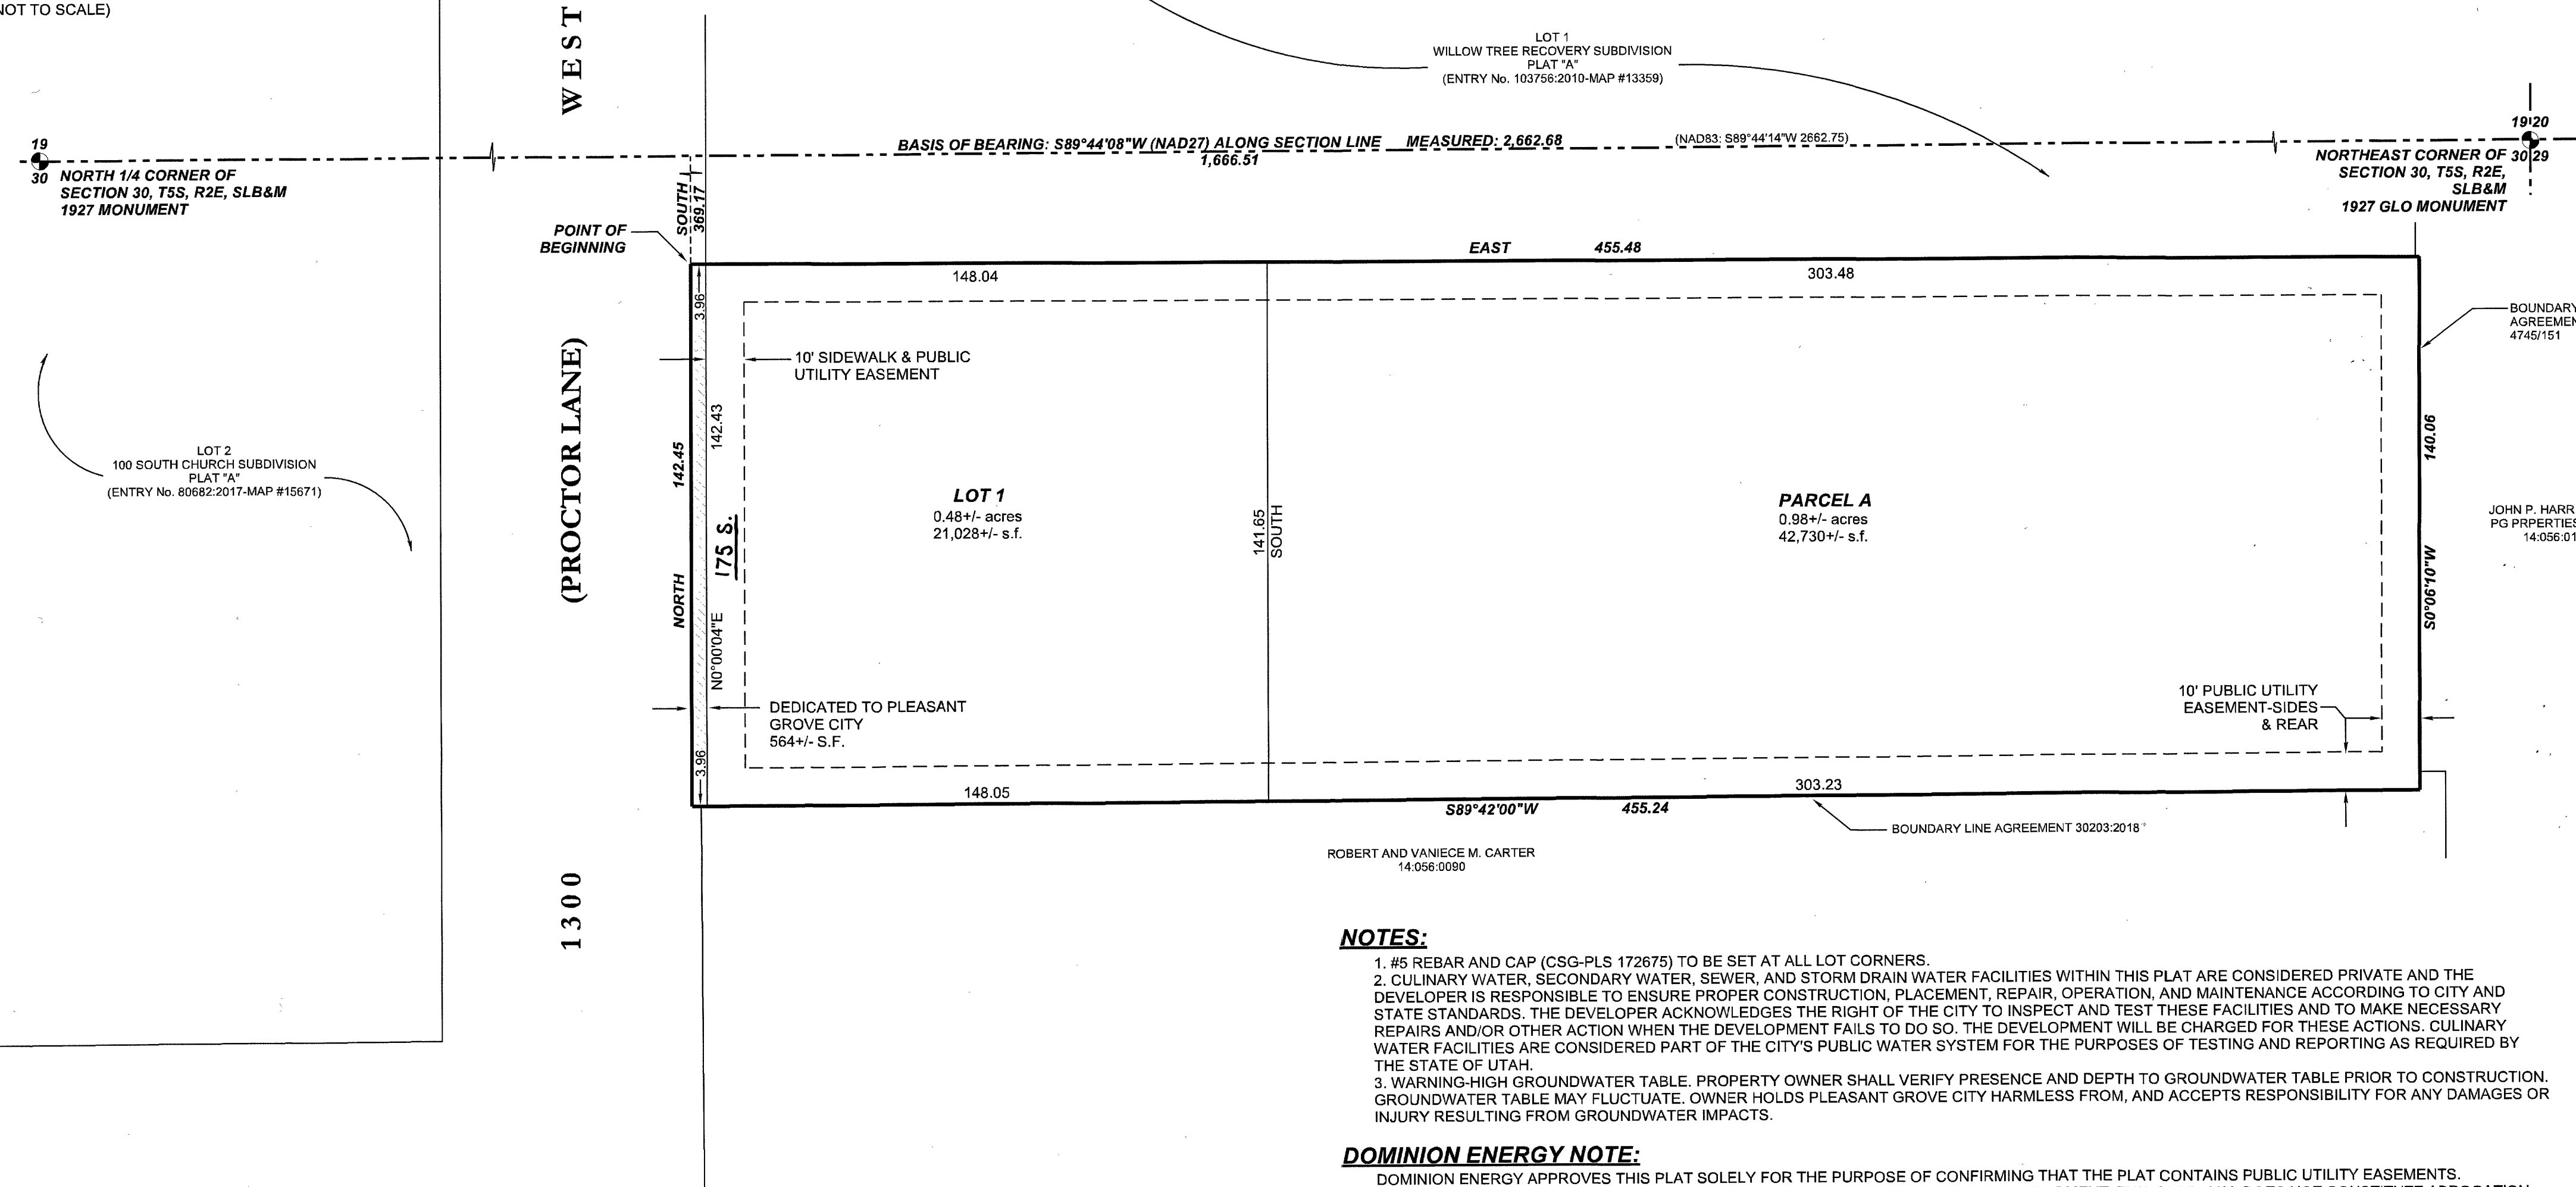 NOT TO SCALE)
WEST
LOT 1
WILLOW TREE RECOVERY SUBDIVISION
PLAT "A"
(ENTRY No. 103756:2010-MAP #13359)
19
30
NORTH 1/4 CORNER OF
SECTION 30, T5S, R2E, SLB&M
1927 MONUMENT
BASIS OF BEARING: S89°44'08"W (NAD27) ALONG SECTION LINE MEASURED: 2,662.68
1,666.51
(NAD83: S89°44'14"W 2662.75)
19 20
30 29
NORTHEAST CORNER OF
SECTION 30, T5S, R2E,
SLB&M
1927 GLO MONUMENT
SOUTH
369.17
POINT OF
BEGINNING
EAST 455.48
148.04
303.48
3.96
10' SIDEWALK & PUBLIC
UTILITY EASEMENT
BOUNDARY
4745/151
(PROCTOR LANE)
142.45
NORTH
142.43
N0°00'04"E
175 S.
LOT 2
100 SOUTH CHURCH SUBDIVISION
PLAT "A"
(ENTRY No. 80682:2017-MAP #15671)
LOT 1
0.48+/- acres
21,028+/- s.f.
141.65
SOUTH
PARCEL A
0.98+/- acres
42,730+/- s.f.
140.06
S0°06'10"W
JOHN P. HARR
PG PRPERTIES
14:056:01
DEDICATED TO PLEASANT
GROVE CITY
564+/- S.F.
10' PUBLIC UTILITY
EASEMENT-SIDES
& REAR
3.96
148.05
303.23
S89°42'00"W 455.24
BOUNDARY LINE AGREEMENT 30203:2018
ROBERT AND VANIECE M. CARTER
14:056:0090
1300
NOTES:
1. #5 REBAR AND CAP (CSG-PLS 172675) TO BE SET AT ALL LOT CORNERS.
2. CULINARY WATER, SECONDARY WATER, SEWER, AND STORM DRAIN WATER FACILITIES WITHIN THIS PLAT ARE CONSIDERED PRIVATE AND THE
DEVELOPER IS RESPONSIBLE TO ENSURE PROPER CONSTRUCTION, PLACEMENT, REPAIR, OPERATION, AND MAINTENANCE ACCORDING TO CITY AND
STATE STANDARDS. THE DEVELOPER ACKNOWLEDGES THE RIGHT OF THE CITY TO INSPECT AND TEST THESE FACILITIES AND TO MAKE NECESSARY
REPAIRS AND/OR OTHER ACTION WHEN THE DEVELOPMENT FAILS TO DO SO. THE DEVELOPMENT WILL BE CHARGED FOR THESE ACTIONS. CULINARY
WATER FACILITIES ARE CONSIDERED PART OF THE CITY'S PUBLIC WATER SYSTEM FOR THE PURPOSES OF TESTING AND REPORTING AS REQUIRED BY
THE STATE OF UTAH.
3. WARNING-HIGH GROUNDWATER TABLE. PROPERTY OWNER SHALL VERIFY PRESENCE AND DEPTH TO GROUNDWATER TABLE PRIOR TO CONSTRUCTION.
GROUNDWATER TABLE MAY FLUCTUATE. OWNER HOLDS PLEASANT GROVE CITY HARMLESS FROM, AND ACCEPTS RESPONSIBILITY FOR ANY DAMAGES OR
INJURY RESULTING FROM GROUNDWATER IMPACTS.
DOMINION ENERGY NOTE:
DOMINION ENERGY APPROVES THIS PLAT SOLELY FOR THE PURPOSE OF CONFIRMING THAT THE PLAT CONTAINS PUBLIC UTILITY EASEMENTS.